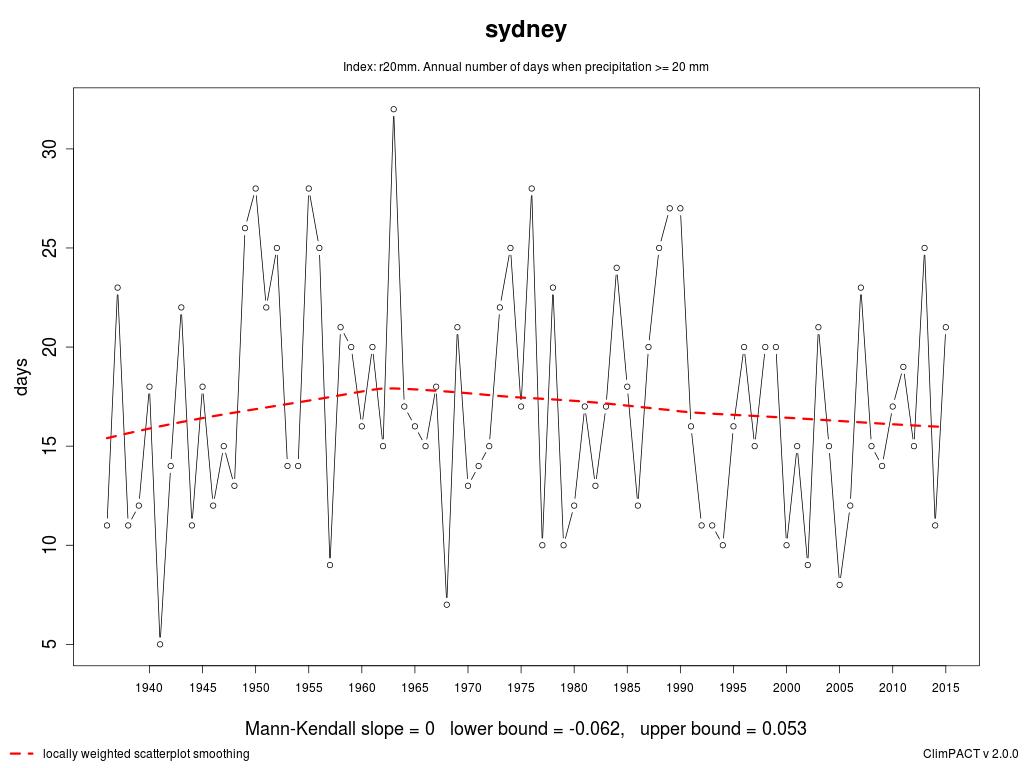 sydney
Index: r20mm. Annual number of days when precipitation >= 20 mm
30
25
20
15
10
5
days
1940 1945 1950 1955 1960 1965 1970 1975 1980 1985 1990 1995 2000 2005 2010 2015
Mann-Kendall slope = 0 lower bound = -0.062, upper bound = 0.053
locally weighted scatterplot smoothing
ClimPACT v 2.0.0